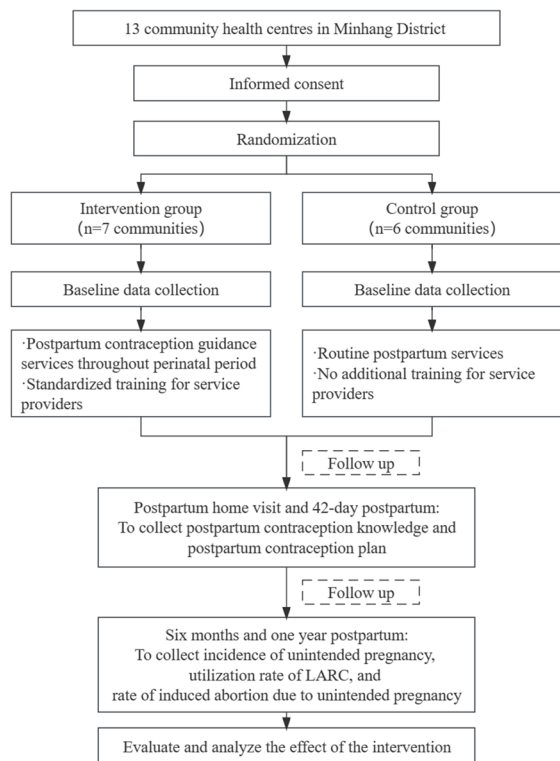 13 community health centres in Minhang District
Informed consent
Randomization
Intervention group
(n=7 communities)
Control group
(n=6 communities)
Baseline data collection
Baseline data collection
·Postpartum contraception guidance
services throughout perinatal period
·Standardized training for service
providers
·Routine postpartum services
·No additional training for service
providers
Follow up
Postpartum home visit and 42-day postpartum:
To collect postpartum contraception knowledge and
postpartum contraception plan
Follow up
Six months and one year postpartum:
To collect incidence of unintended pregnancy,
utilization rate of LARC, and
rate of induced abortion due to unintended pregnancy
Evaluate and analyze the effect of the intervention